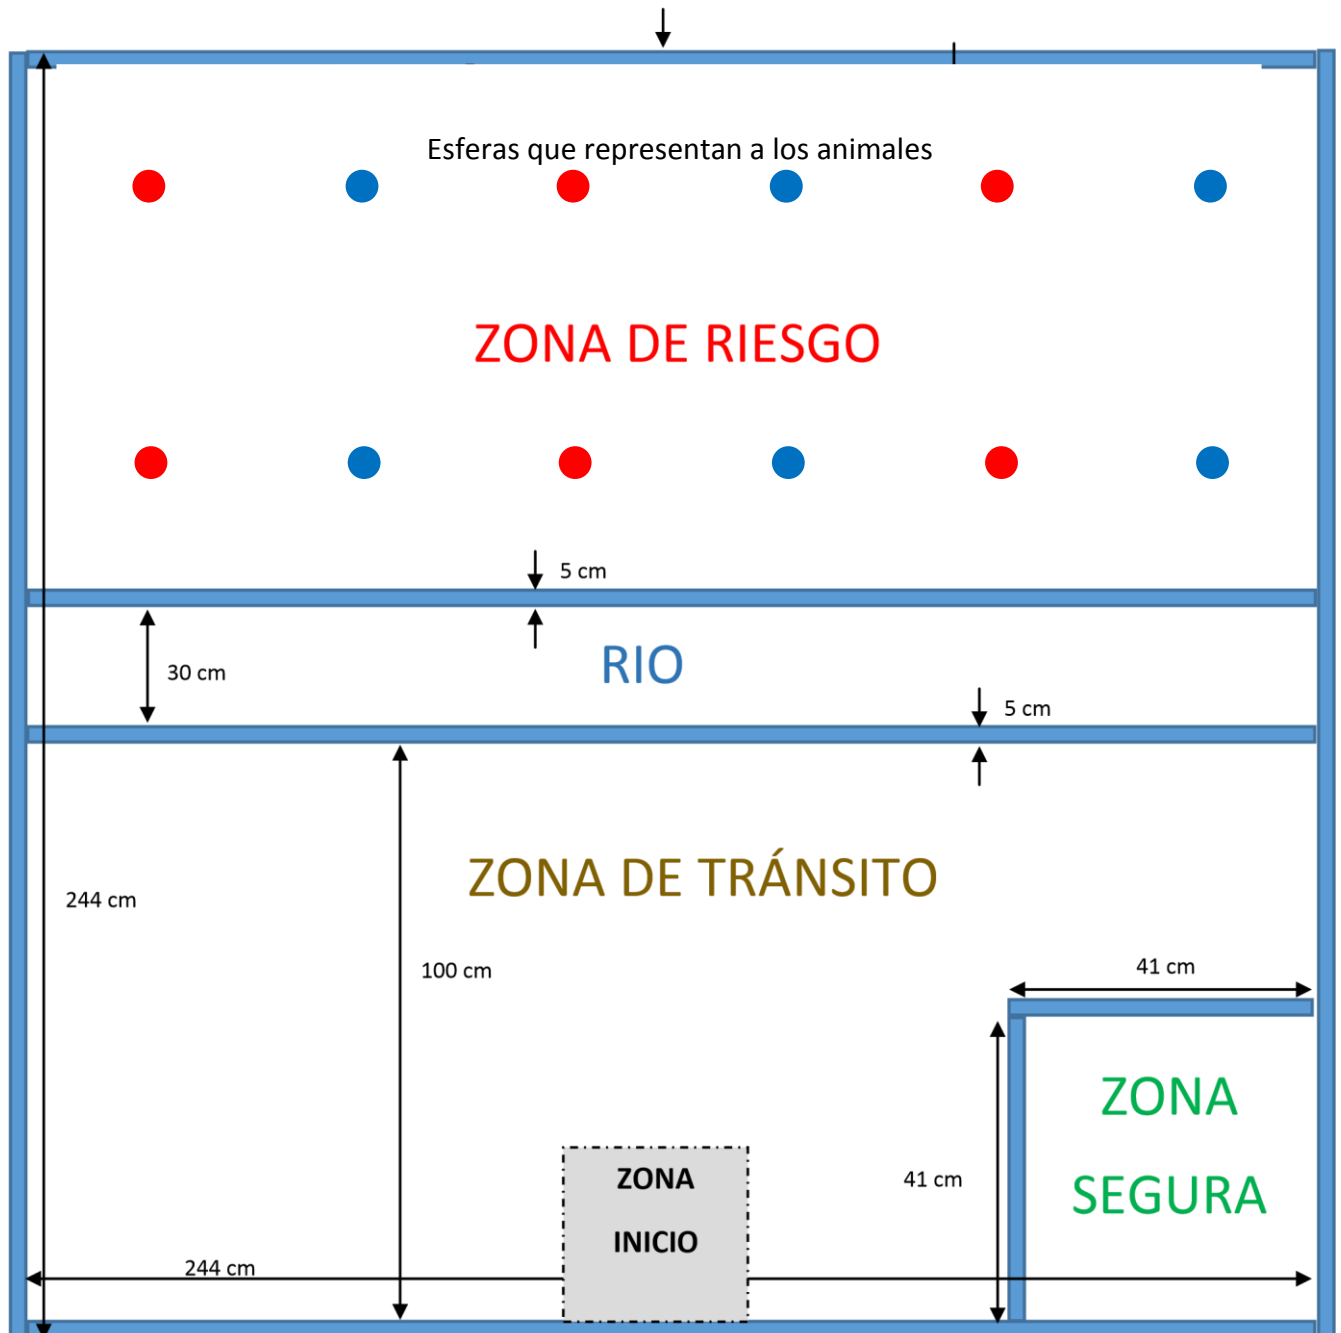 Esferas que representan a los animales
ZONA DE RIESGO
5 cm
RIO
30 cm
5 cm
ZONA DE TRÁNSITO
244 cm
100 cm
41 cm
ZONA
SEGURA
41 cm
ZONA
INICIO
244 cm